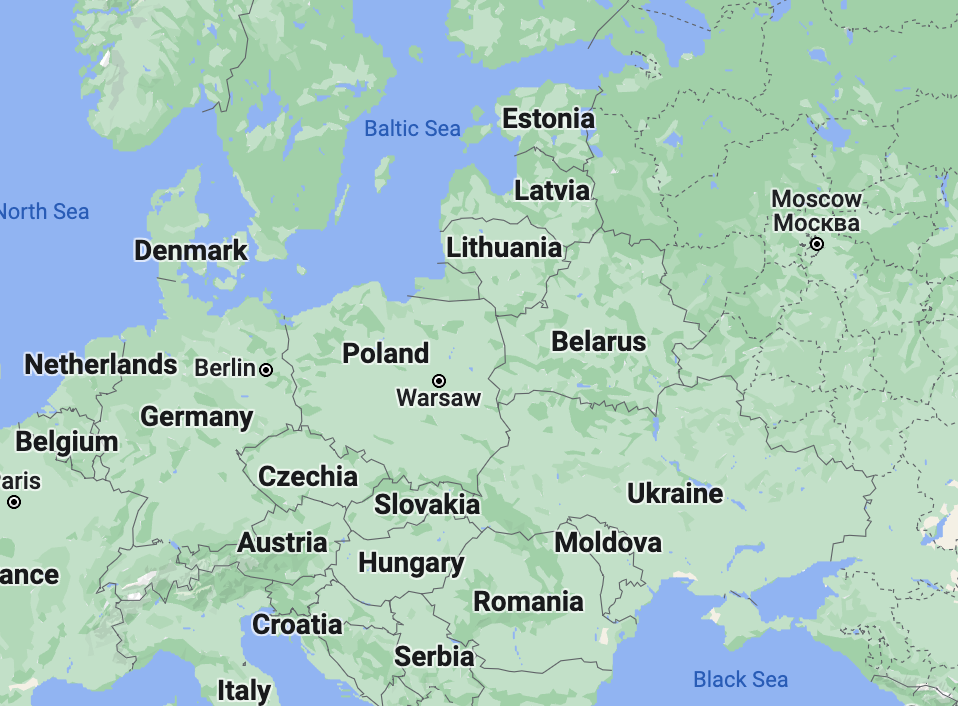 Estonia
Baltic Sea
Latvia
Moscow
Москва
North Sea
Denmark
Lithuania
Belarus
Poland
Netherlands
Berlin
Warsaw
Germany
Belgium
Czechia
aris
Slovakia
Ukraine
Austria
Moldova
Hungary
ance
Romania
Croatia
Serbia
Black Sea
Italy